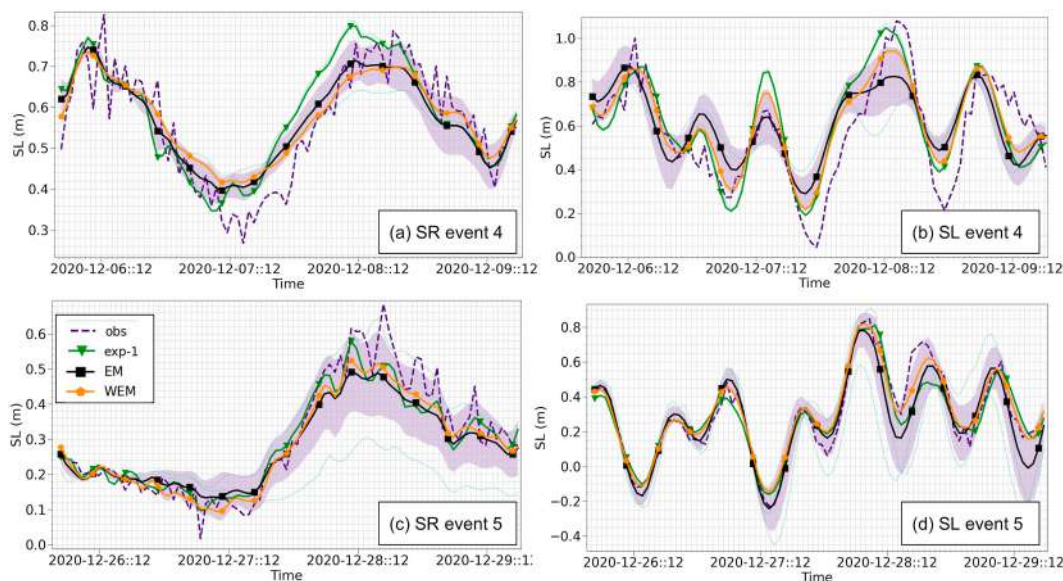 SL (m)
0.8
0.7
0.6
0.5
0.4
0.3
(a) SR event 4
2020-12-06::12 2020-12-07::12 2020-12-08::12 2020-12-09::12
Time
SL (m)
1.0
0.8
0.6
0.4
0.2
0.0
(b) SL event 4
2020-12-06::12 2020-12-07::12 2020-12-08::12 2020-12-09::12
Time
SL (m)
0.6
0.5
0.4
0.3
0.2
0.1
0.0
obs
exp-1
EM
WEM
(c) SR event 5
2020-12-26::12 2020-12-27::12 2020-12-28::12 2020-12-29::1:
Time
SL (m)
0.8
0.6
0.4
0.2
0.0
−0.2
−0.4
(d) SL event 5
2020-12-26::12 2020-12-27::12 2020-12-28::12 2020-12-29::12
Time